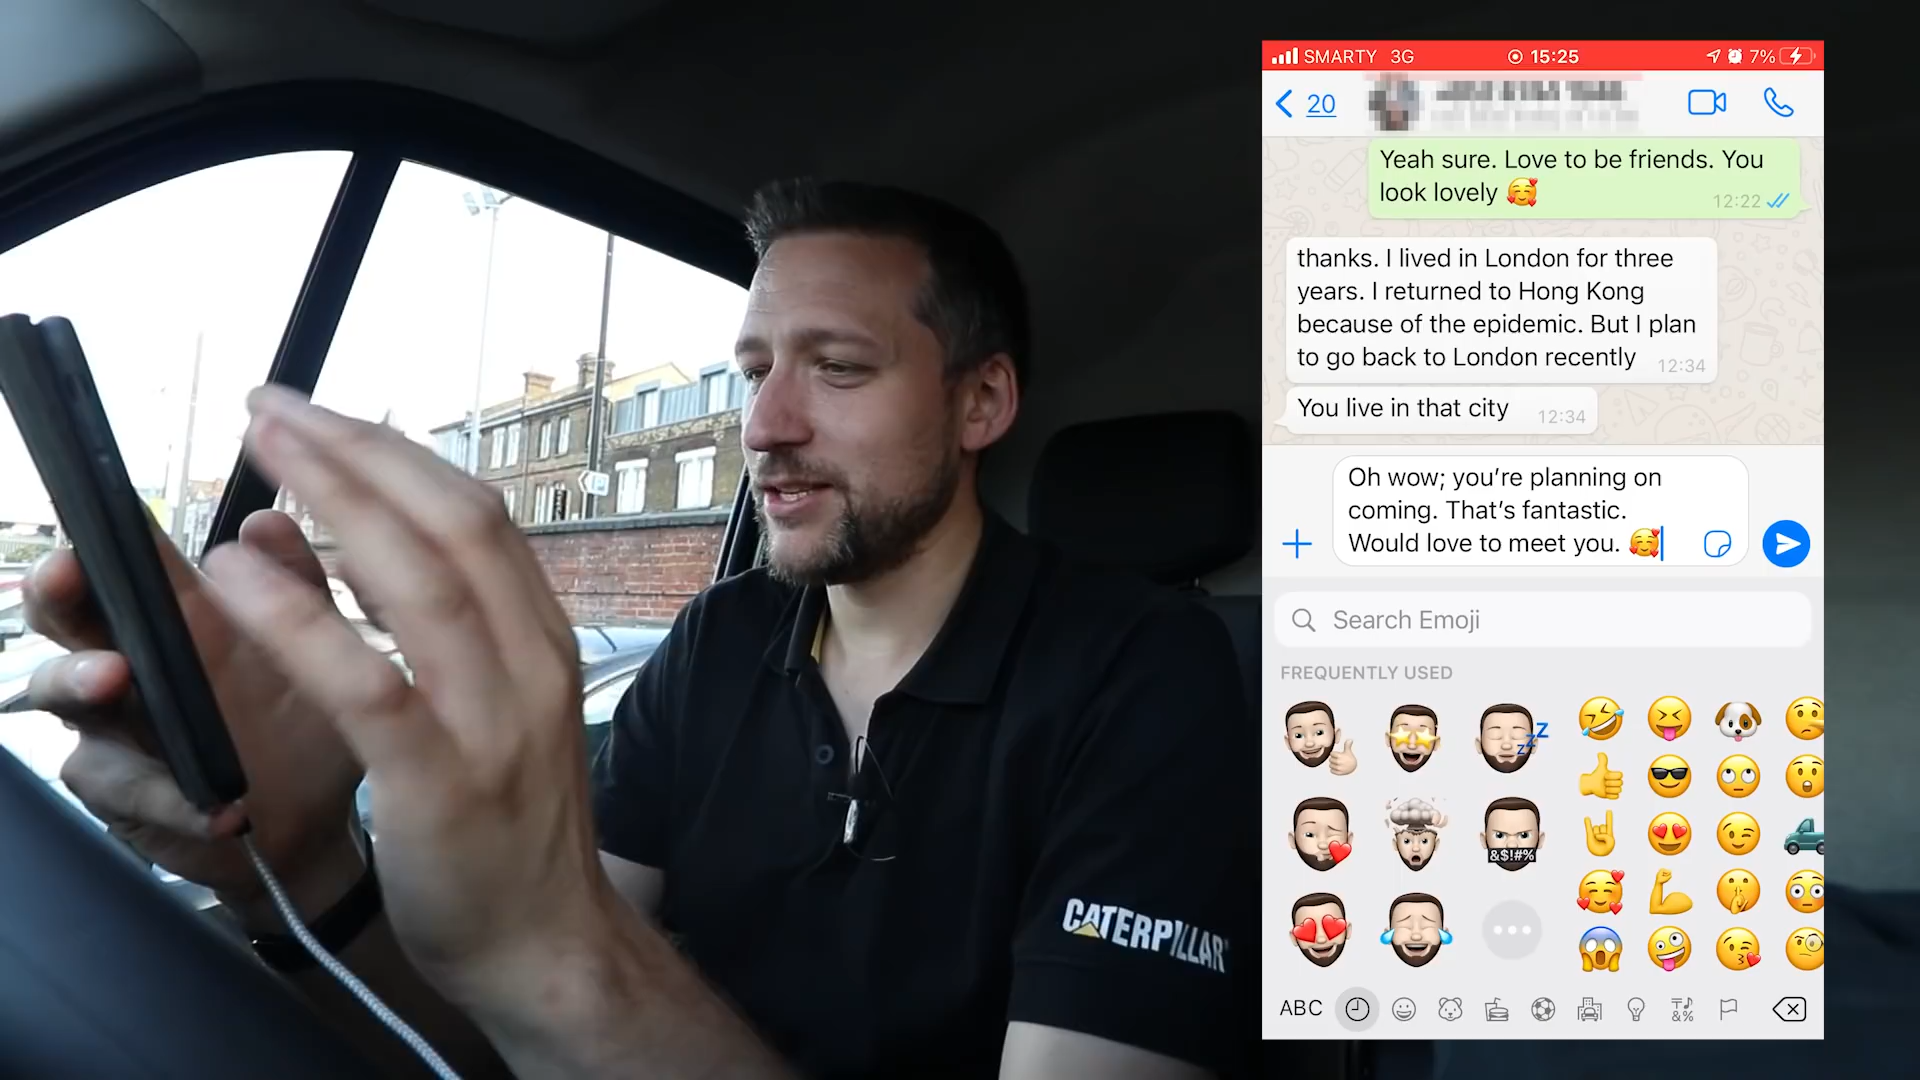 SMARTY 3G 15:25 7%
20
Yeah sure. Love to be friends. You
look lovely 🥰 12:22
thanks. I lived in London for three
years. I returned to Hong Kong
because of the epidemic. But I plan
to go back to London recently 12:34
You live in that city 12:34
Oh wow; you’re planning on
coming. That’s fantastic.
Would love to meet you. 🥰
Search Emoji
FREQUENTLY USED
zzZ
&$!#%
ABC
CATERPILLAR